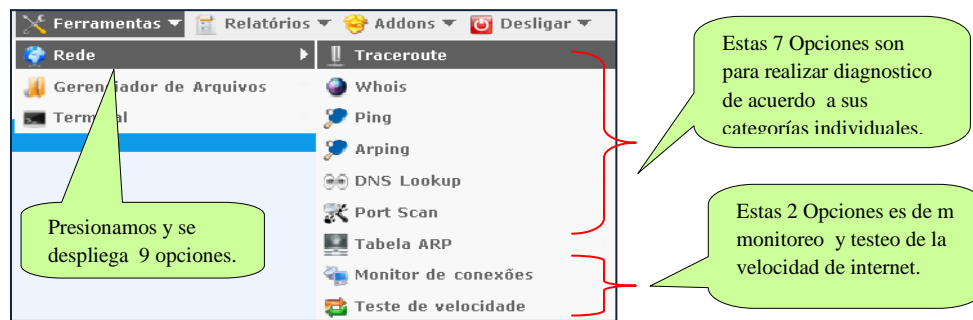 Ferramentas Relatórios Addons Desligar
Rede
Gerenciador de Arquivos
Terminal
Traceroute
Whois
Ping
Arping
DNS Lookup
Port Scan
Tabela ARP
Monitor de conexões
Teste de velocidade
Presionamos y se
despliega 9 opciones.
Estas 7 Opciones son
para realizar diagnostico
de acuerdo a sus
categorías individuales.
Estas 2 Opciones es de m
monitoreo y testeo de la
velocidad de internet.